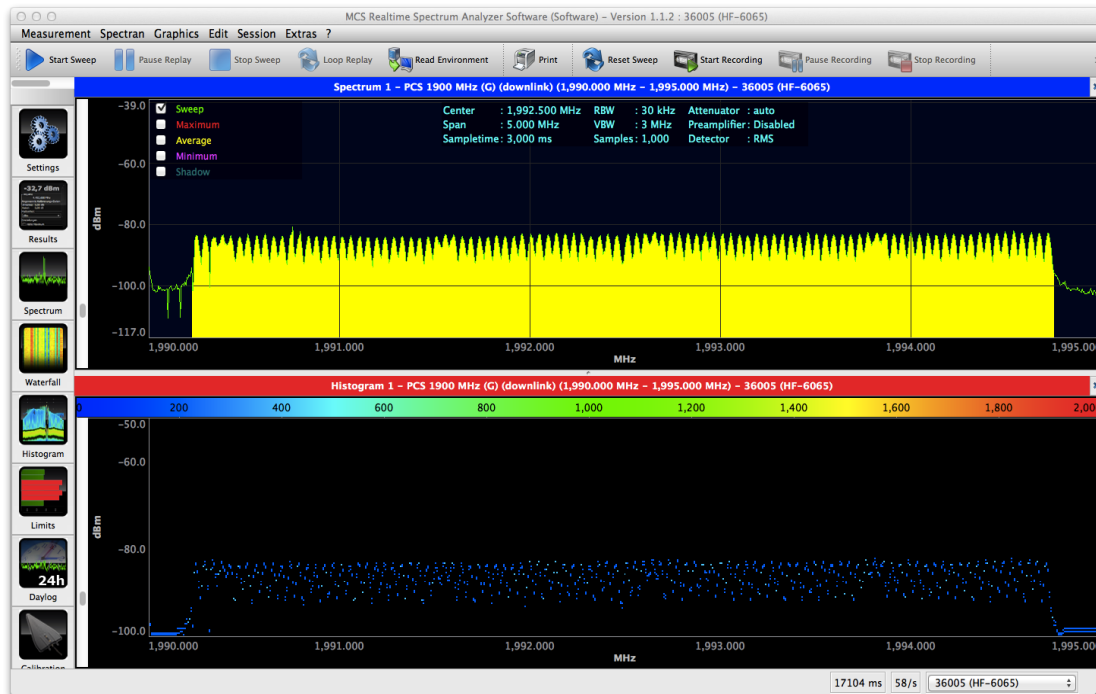 MCS Realtime Spectrum Analyzer Software (Software) – Version 1.1.2 : 36005 (HF-6065)
Measurement Spectran Graphics Edit Session Extras ?
Start Sweep Pause Replay Stop Sweep Loop Replay Read Environment Print Reset Sweep Start Recording Pause Recording Stop Recording
Spectrum 1 – PCS 1900 MHz (G) (downlink) (1,990.000 MHz – 1,995.000 MHz) – 36005 (HF-6065)
Settings
-32,7 dBm
Results
Spectrum
Waterfall
Histogram
Limits
24h
Daylog
Calibration
Sweep
Maximum
Average
Minimum
Shadow
Center : 1,992.500 MHz RBW : 30 kHz Attenuator : auto
Span : 5.000 MHz VBW : 3 MHz Preamplifier : Disabled
Sampletime : 3,000 ms Samples : 1,000 Detector : RMS
dBm
-39.0
-60.0
-80.0
-100.0
-117.0
1,990.000 1,991.000 1,992.000 1,993.000 1,994.000 1,995.00
MHz
Histogram 1 – PCS 1900 MHz (G) (downlink) (1,990.000 MHz – 1,995.000 MHz) – 36005 (HF-6065)
0 200 400 600 800 1,000 1,200 1,400 1,600 1,800 2,00
dBm
-50.0
-60.0
-80.0
-100.0
1,990.000 1,991.000 1,992.000 1,993.000 1,994.000 1,995.00
MHz
17104 ms 58/s 36005 (HF-6065)